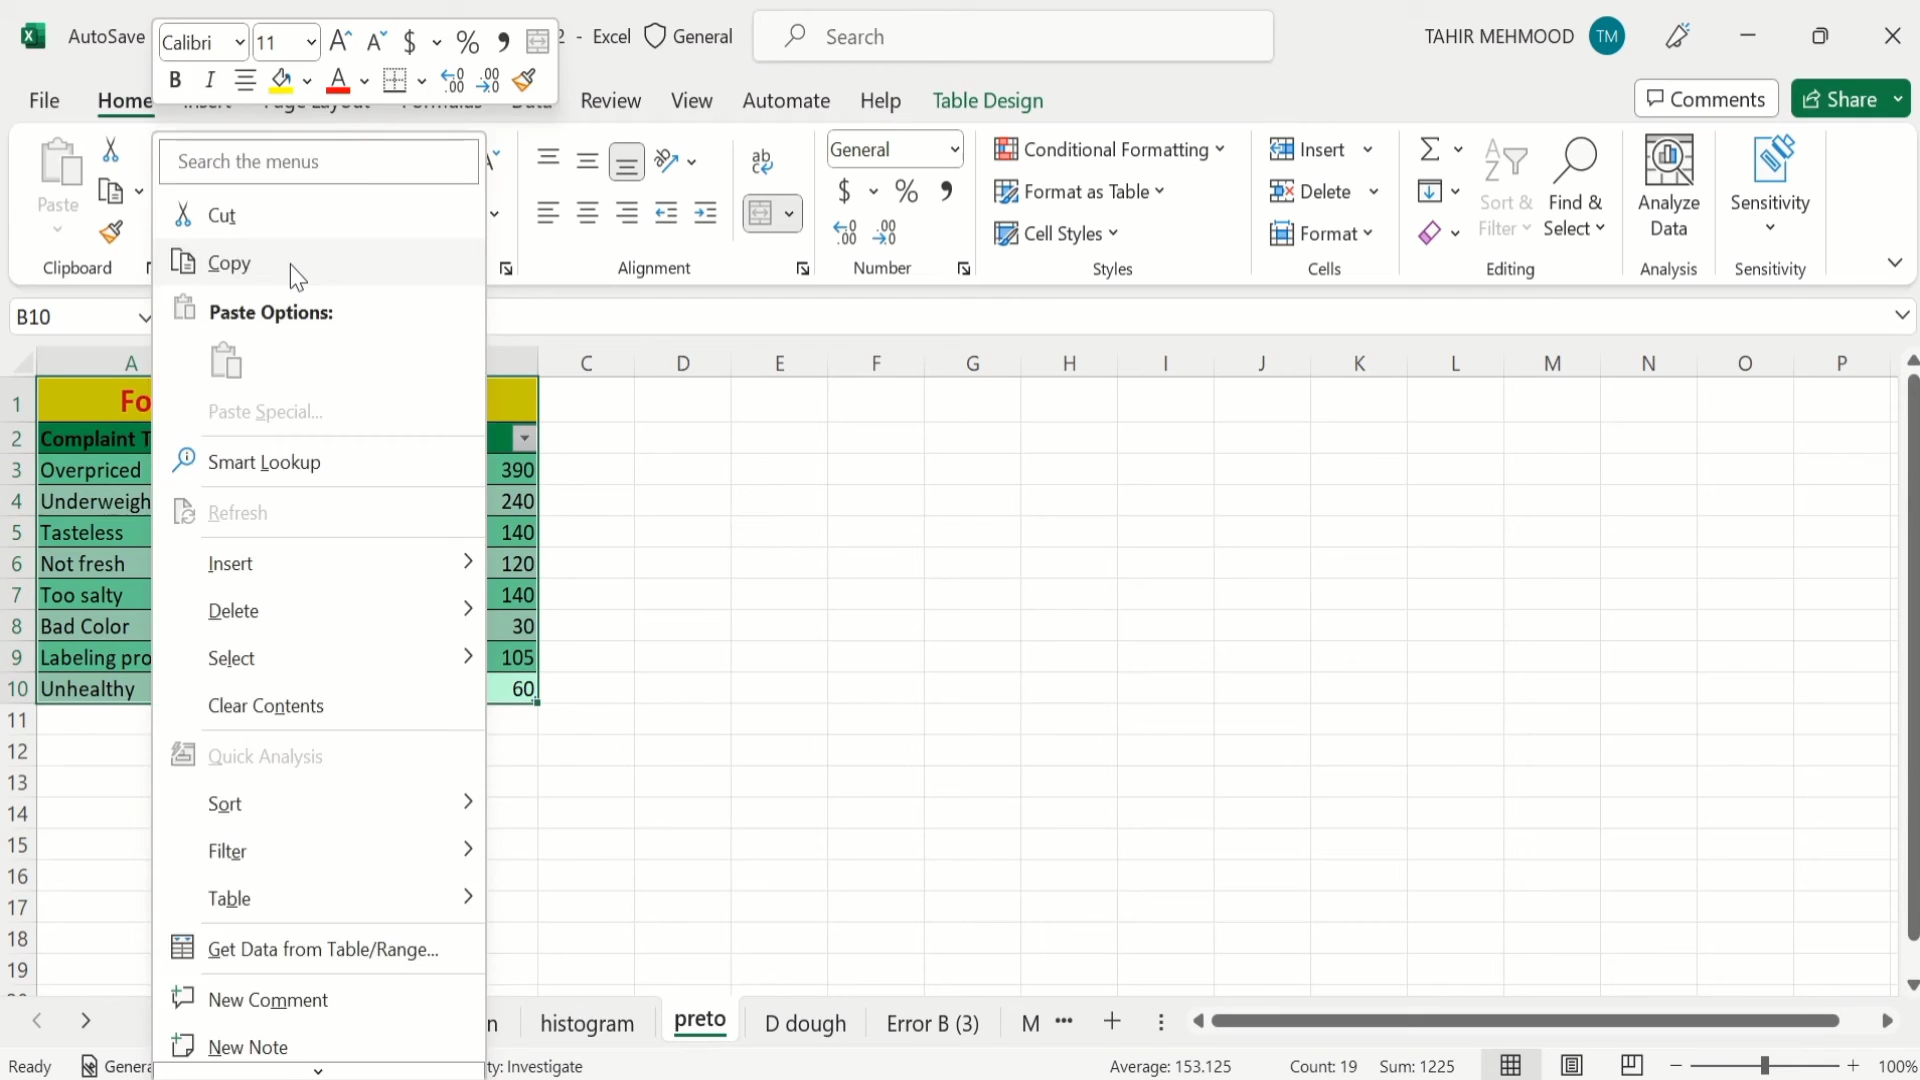 AutoSave
2 - Excel
General
Search
TAHIR MEHMOOD
TM
Calibri
11
$ % ,
B I A
File
Home
Review
View
Automate
Help
Table Design
Comments
Share
Paste
Clipboard
Search the menus
Cut
Copy
Paste Options:
Paste Special...
Smart Lookup
Refresh
Insert
Delete
Select
Clear Contents
Quick Analysis
Sort
Filter
Table
Get Data from Table/Range...
New Comment
New Note
Alignment
General
$ % ,
Number
Conditional Formatting
Format as Table
Cell Styles
Styles
Insert
Delete
Format
Cells
Sort &
Filter
Find &
Select
Editing
Analyze
Data
Analysis
Sensitivity
Sensitivity
B10
A C D E F G H I J K L M N O P
1 Fo
2 Complaint T
3 Overpriced 390
4 Underweigh 240
5 Tasteless 140
6 Not fresh 120
7 Too salty 140
8 Bad Color 30
9 Labeling pro 105
10 Unhealthy 60
11
12
13
14
15
16
17
18
19
n
histogram
preto
D dough
Error B (3)
M
Ready
Genera
ty: Investigate
Average: 153.125
Count: 19
Sum: 1225
100%